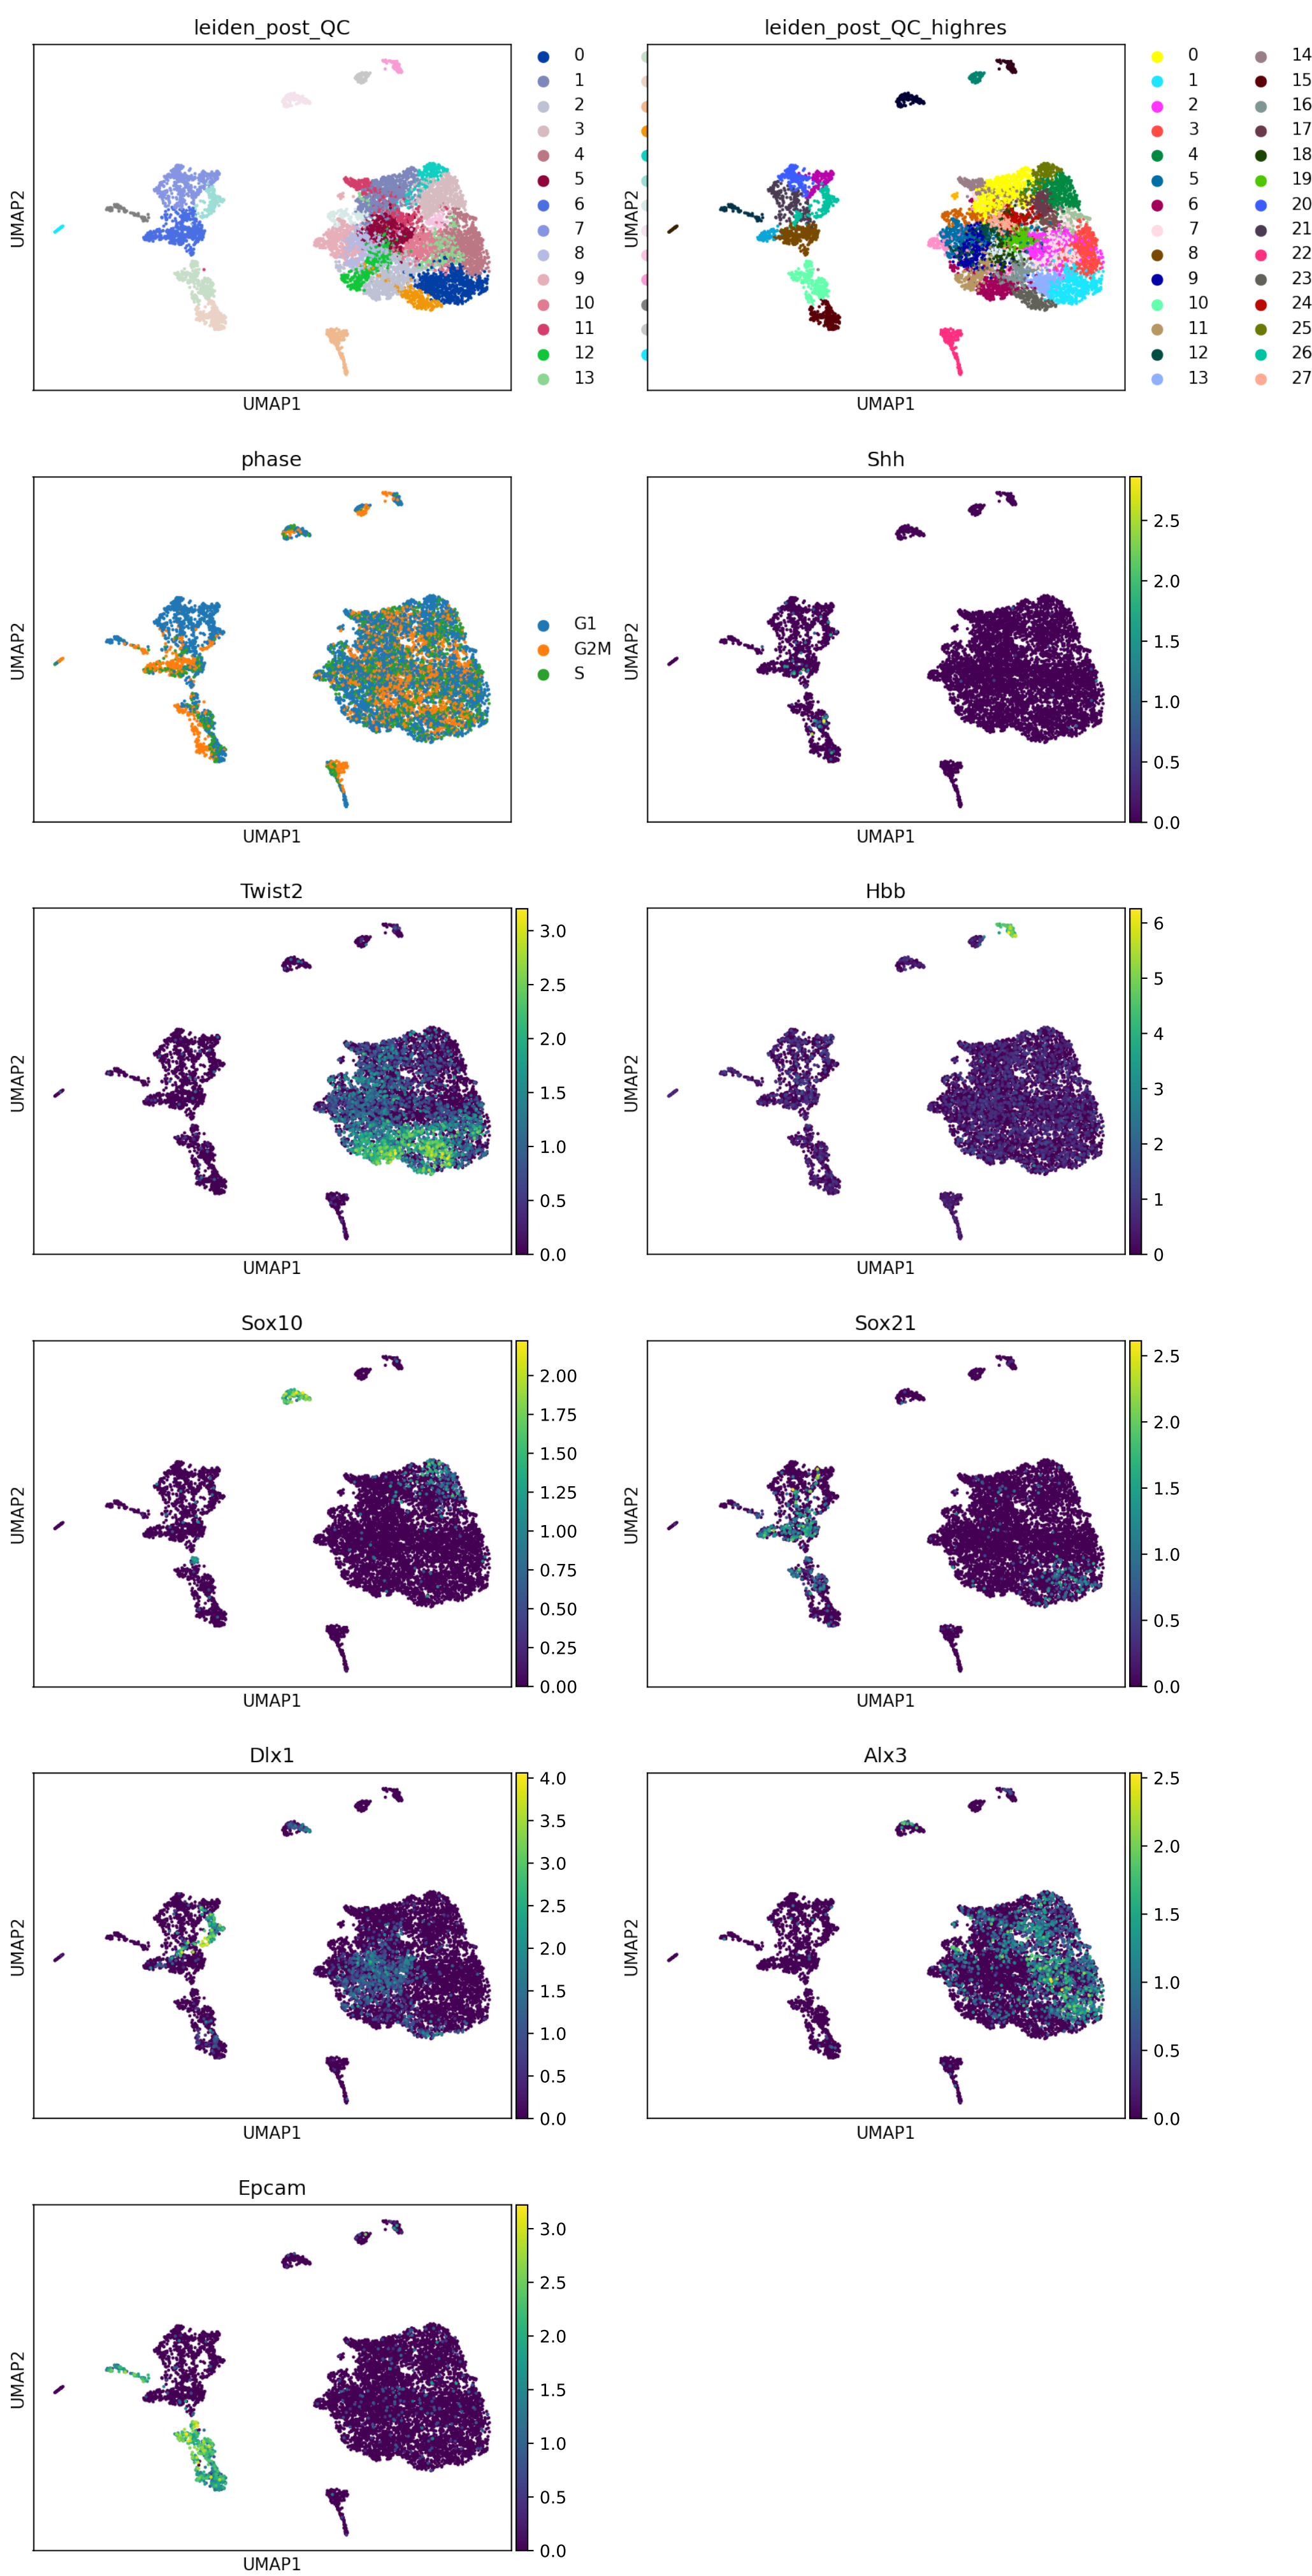 leiden_post_QC
UMAP2
UMAP1
0
1
2
3
4
5
6
7
8
9
10
11
12
13
leiden_post_QC_highres
UMAP2
UMAP1
0
1
2
3
4
5
6
7
8
9
10
11
12
13
14
15
16
17
18
19
20
21
22
23
24
25
26
27
phase
UMAP2
UMAP1
G1
G2M
S
Shh
UMAP2
UMAP1
2.5
2.0
1.5
1.0
0.5
0.0
Twist2
UMAP2
UMAP1
3.0
2.5
2.0
1.5
1.0
0.5
0.0
Hbb
UMAP2
UMAP1
6
5
4
3
2
1
0
Sox10
UMAP2
UMAP1
2.00
1.75
1.50
1.25
1.00
0.75
0.50
0.25
0.00
Sox21
UMAP2
UMAP1
2.5
2.0
1.5
1.0
0.5
0.0
Dlx1
UMAP2
UMAP1
4.0
3.5
3.0
2.5
2.0
1.5
1.0
0.5
0.0
Alx3
UMAP2
UMAP1
2.5
2.0
1.5
1.0
0.5
0.0
Epcam
UMAP2
UMAP1
3.0
2.5
2.0
1.5
1.0
0.5
0.0